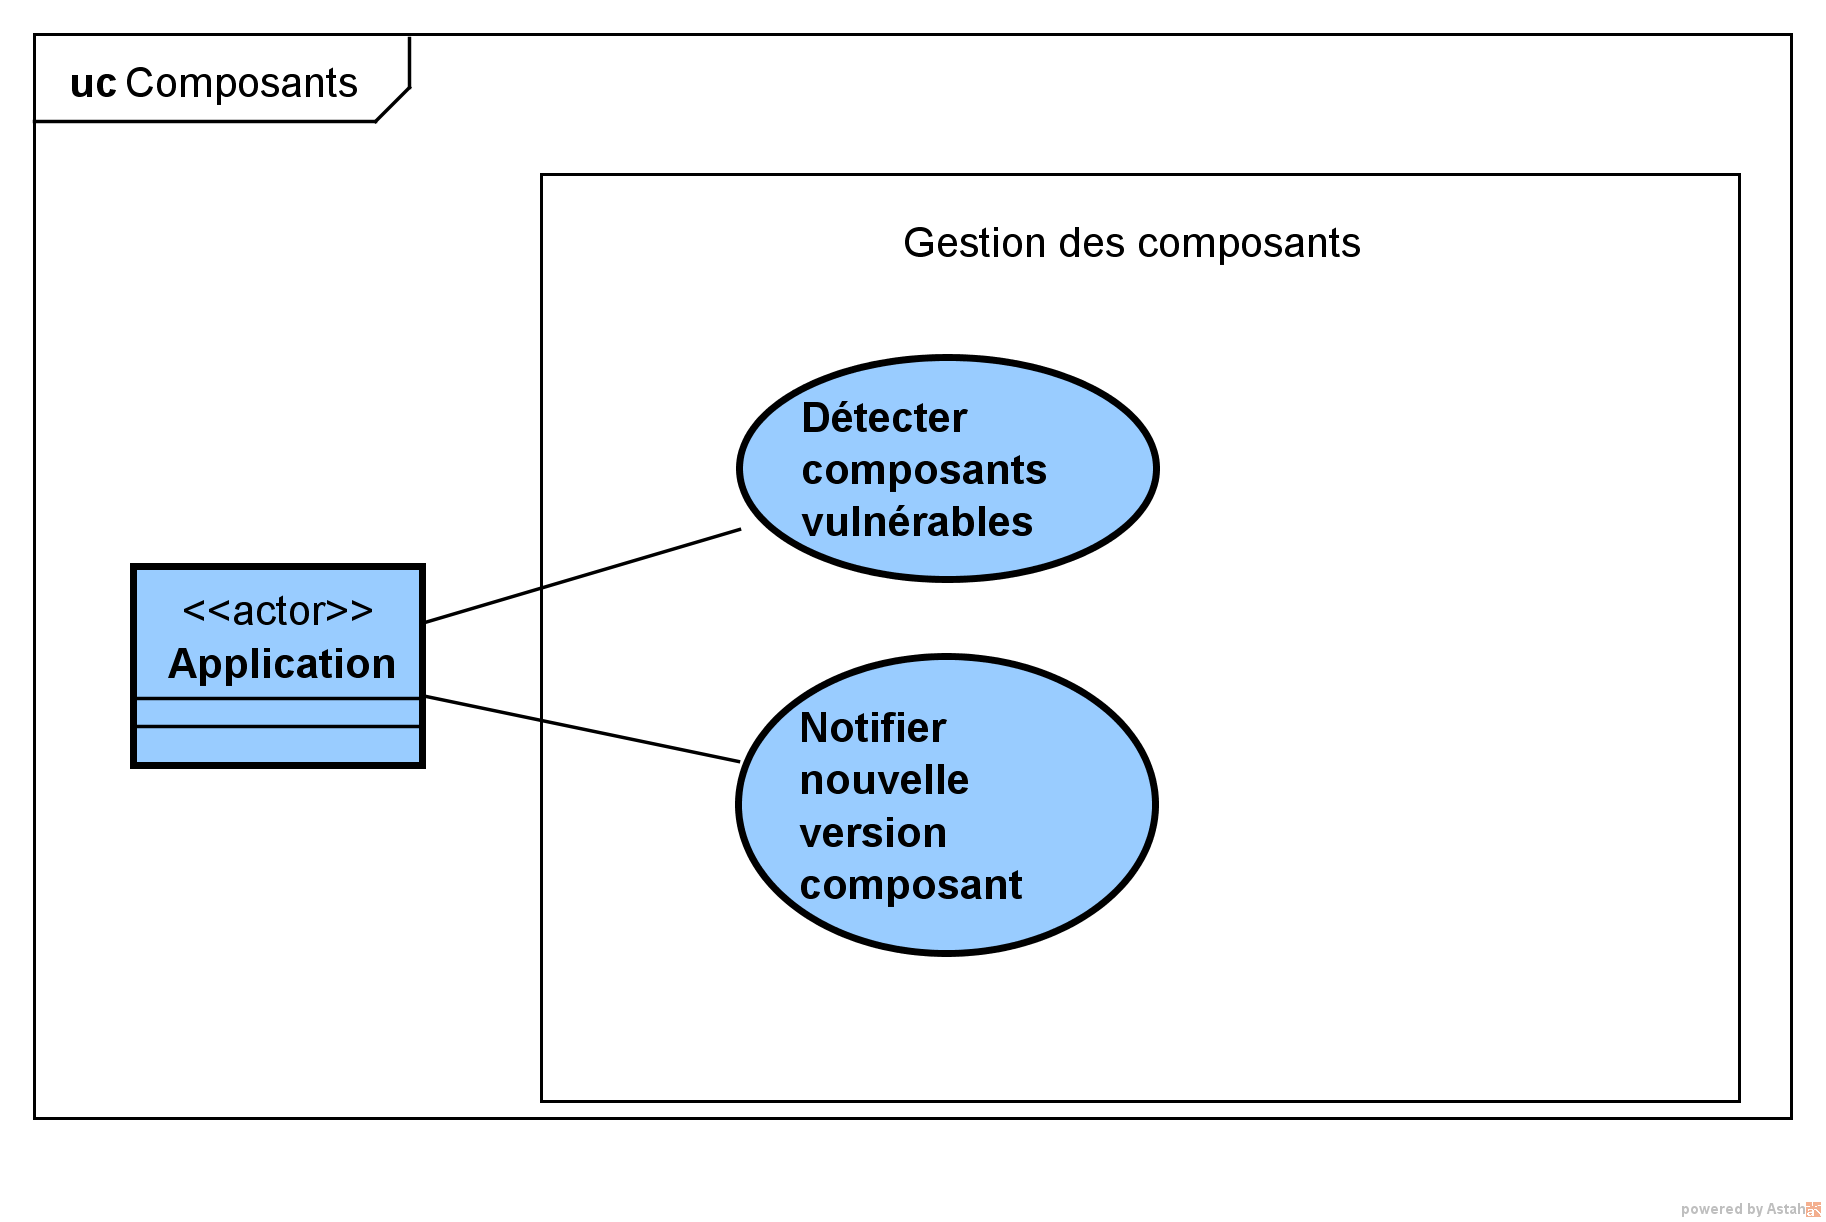 uc Composants
Gestion des composants
Détecter
composants
vulnérables
<<actor>>
Application
Notifier
nouvelle
version
composant
powered by Astah